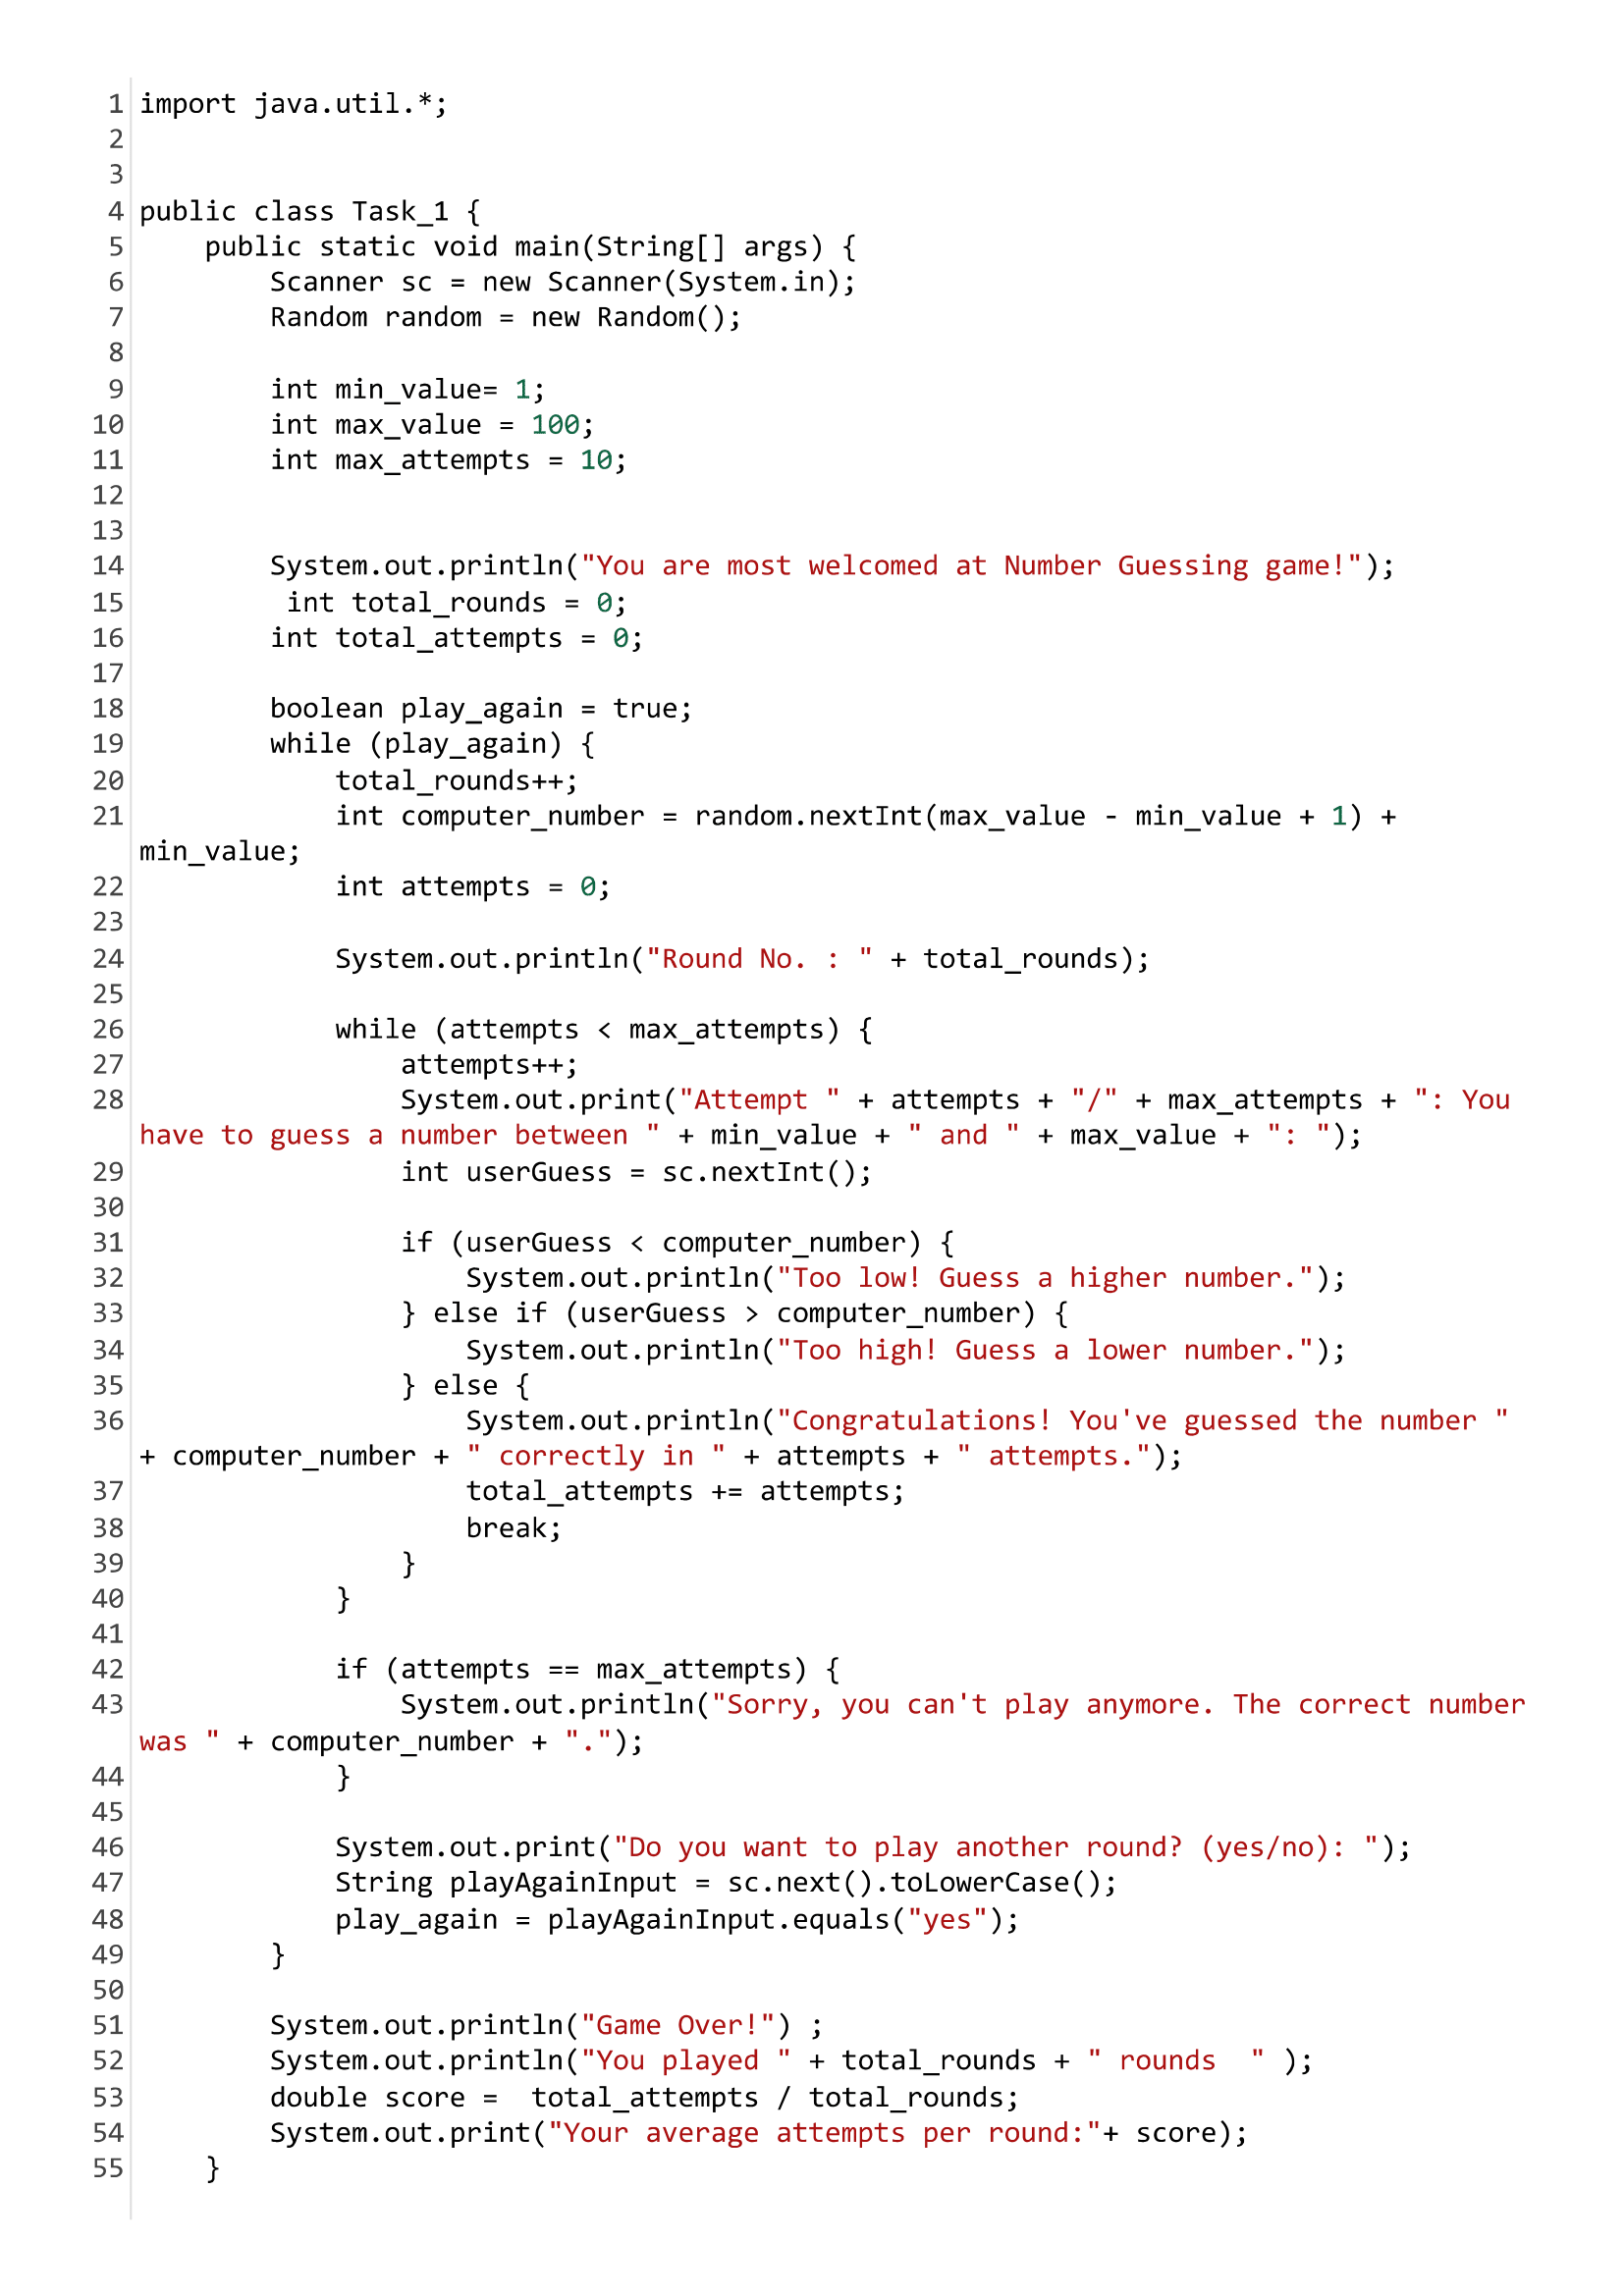 1 import java.util.*;
2
3
4 public class Task_1 {
5     public static void main(String[] args) {
6         Scanner sc = new Scanner(System.in);
7         Random random = new Random();
8
9         int min_value= 1;
10         int max_value = 100;
11         int max_attempts = 10;
12
13
14         System.out.println("You are most welcomed at Number Guessing game!");
15          int total_rounds = 0;
16         int total_attempts = 0;
17
18         boolean play_again = true;
19         while (play_again) {
20             total_rounds++;
21             int computer_number = random.nextInt(max_value - min_value + 1) +
min_value;
22             int attempts = 0;
23
24             System.out.println("Round No. : " + total_rounds);
25
26             while (attempts < max_attempts) {
27                 attempts++;
28                 System.out.print("Attempt " + attempts + "/" + max_attempts + ": You
have to guess a number between " + min_value + " and " + max_value + ": ");
29                 int userGuess = sc.nextInt();
30
31                 if (userGuess < computer_number) {
32                     System.out.println("Too low! Guess a higher number.");
33                 } else if (userGuess > computer_number) {
34                     System.out.println("Too high! Guess a lower number.");
35                 } else {
36                     System.out.println("Congratulations! You've guessed the number "
+ computer_number + " correctly in " + attempts + " attempts.");
37                     total_attempts += attempts;
38                     break;
39                 }
40             }
41
42             if (attempts == max_attempts) {
43                 System.out.println("Sorry, you can't play anymore. The correct number
was " + computer_number + ".");
44             }
45
46             System.out.print("Do you want to play another round? (yes/no): ");
47             String playAgainInput = sc.next().toLowerCase();
48             play_again = playAgainInput.equals("yes");
49         }
50
51         System.out.println("Game Over!") ;
52         System.out.println("You played " + total_rounds + " rounds  " );
53         double score =  total_attempts / total_rounds;
54         System.out.print("Your average attempts per round:"+ score);
55     }